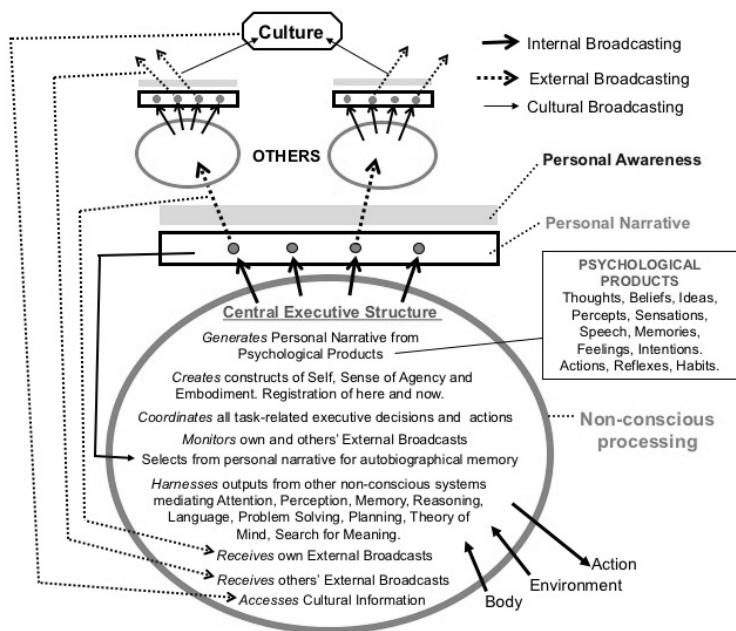 Culture
Internal Broadcasting
External Broadcasting
Cultural Broadcasting
OTHERS
Personal Awareness
Personal Narrative
PSYCHOLOGICAL
PRODUCTS
Thoughts, Beliefs, Ideas,
Percepts, Sensations,
Speech, Memories,
Feelings, Intentions.
Actions, Reflexes, Habits.
Central Executive Structure
Generates Personal Narrative from
Psychological Products
Creates constructs of Self, Sense of Agency and
Embodiment. Registration of here and now.
Coordinates all task-related executive decisions and actions
Monitors own and others' External Broadcasts
Selects from personal narrative for autobiographical memory
Harnesses outputs from other non-conscious systems
mediating Attention, Perception, Memory, Reasoning,
Language, Problem Solving, Planning, Theory of
Mind, Search for Meaning.
Receives own External Broadcasts
Receives others' External Broadcasts
Accesses Cultural Information
Non-conscious
processing
Action
Environment
Body